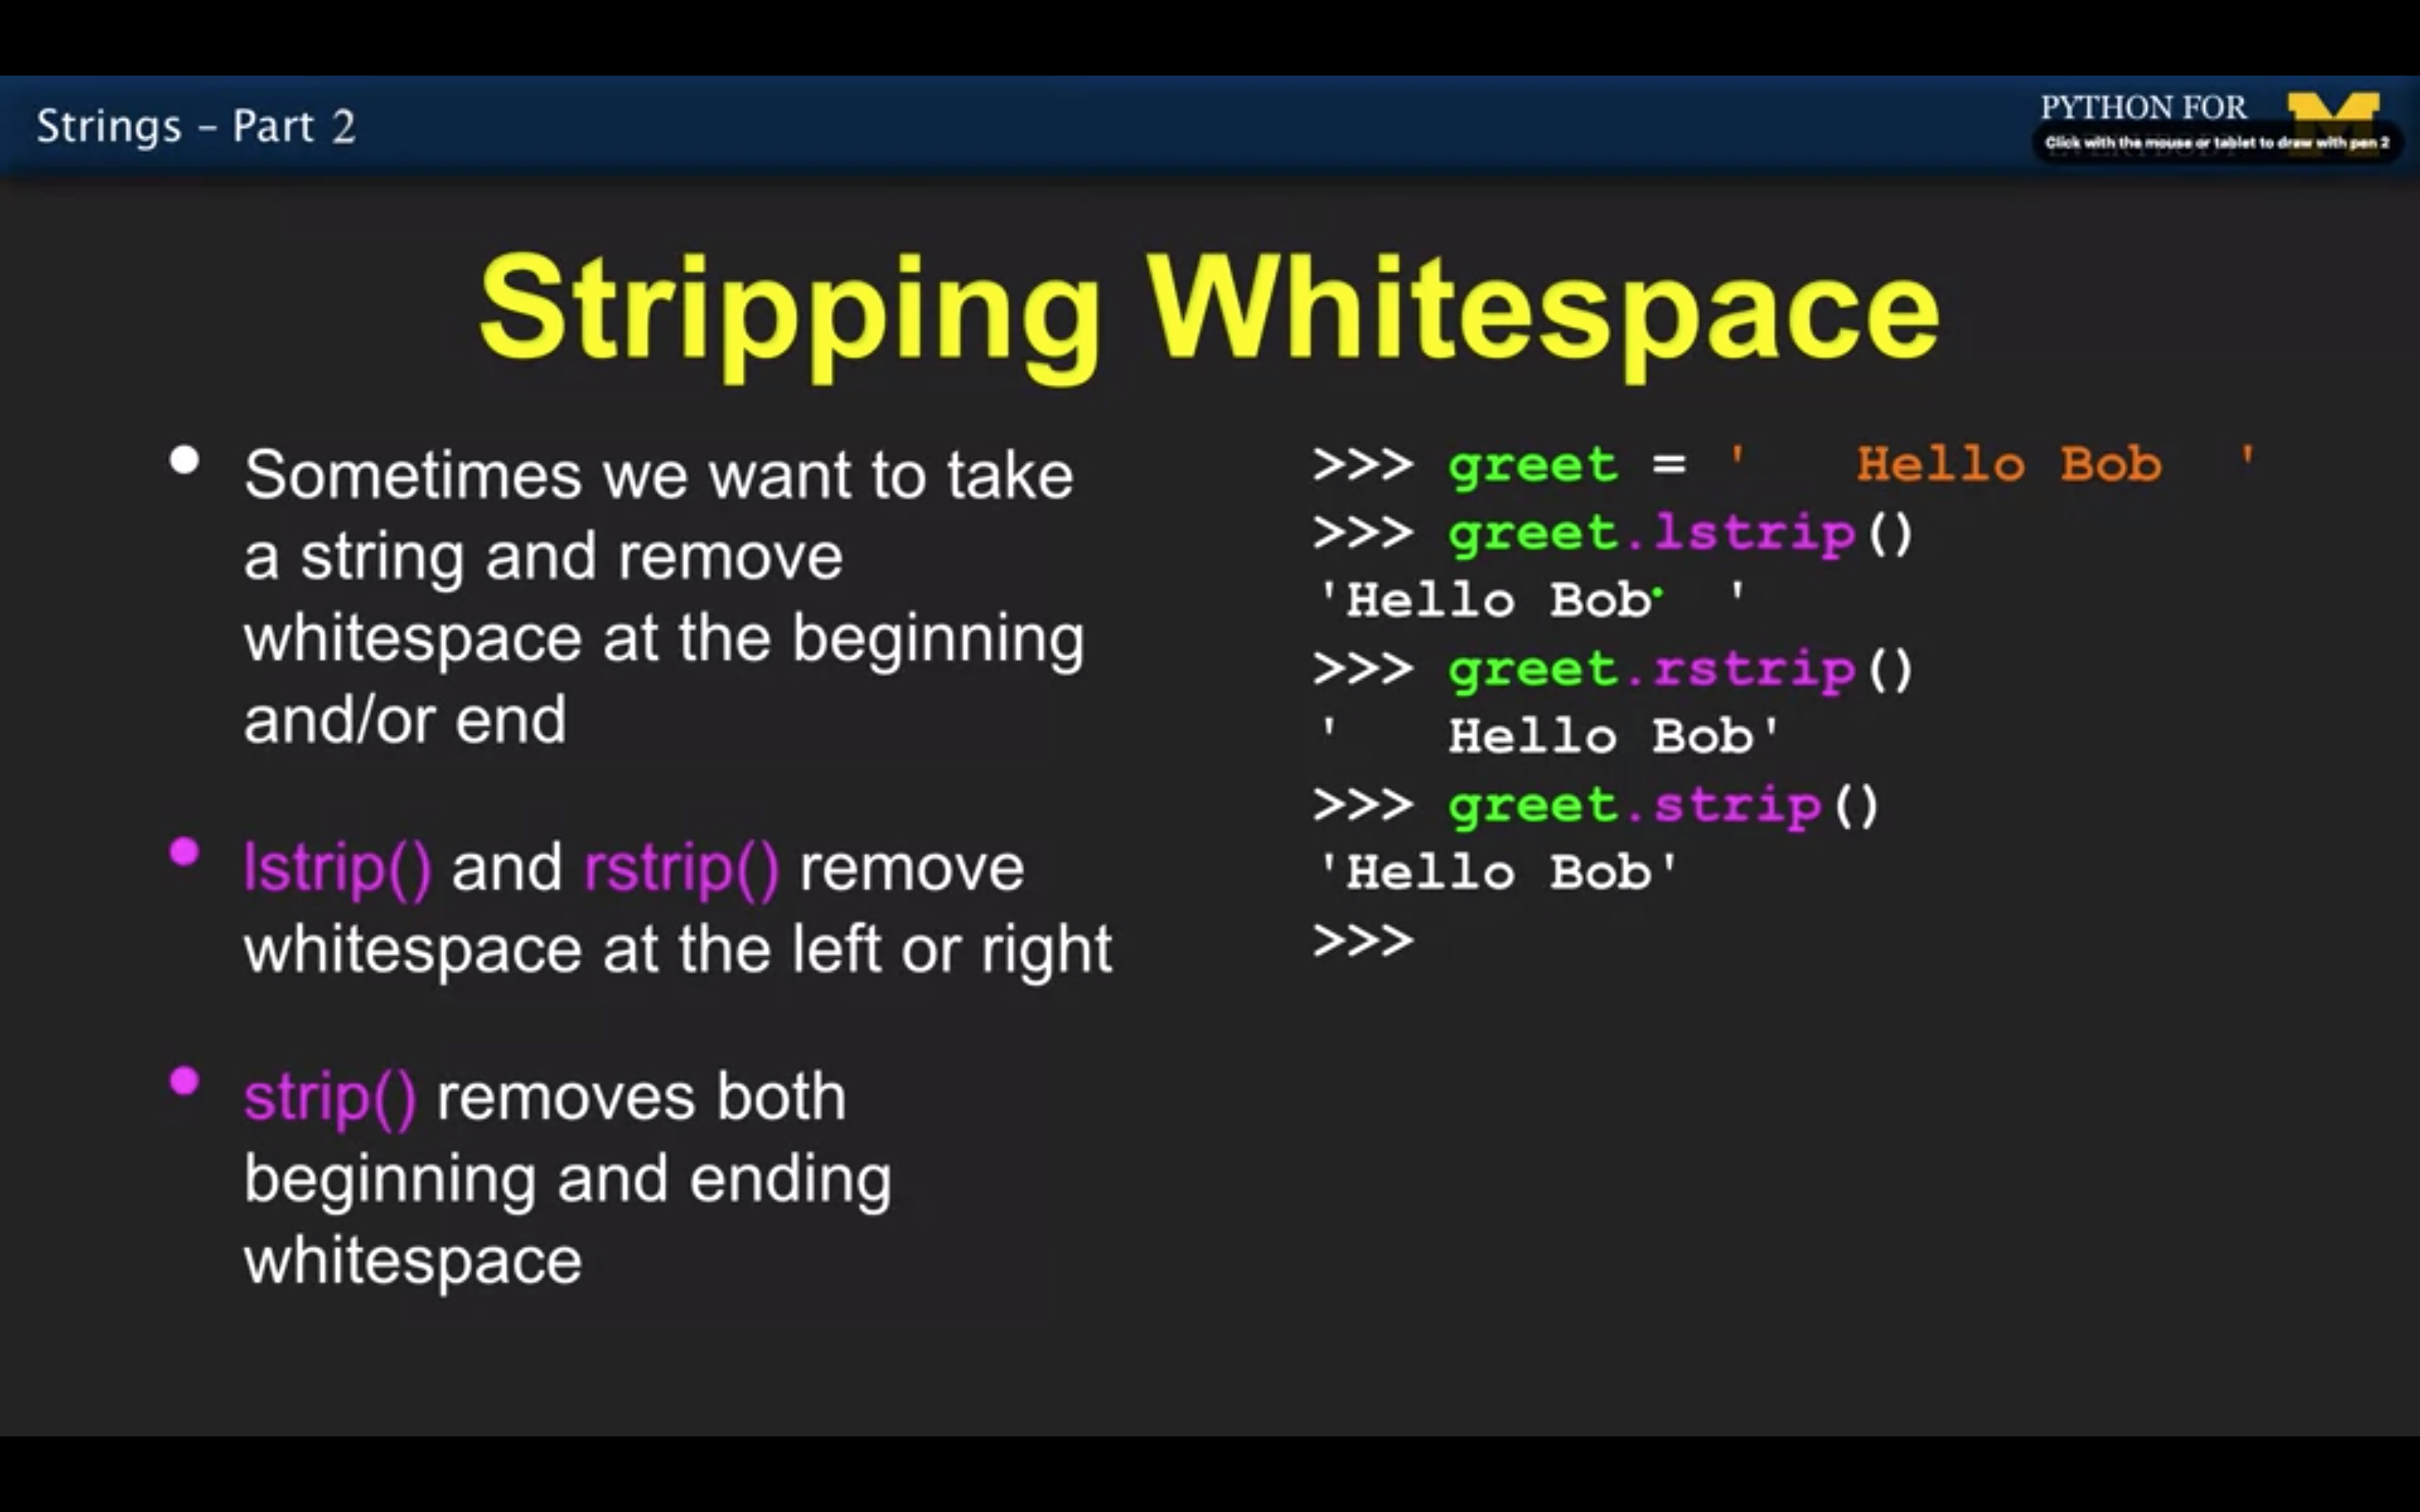 Strings – Part 2
PYTHON FOR
Click with the mouse or tablet to draw with pen 2
Stripping Whitespace
• Sometimes we want to take
a string and remove
whitespace at the beginning
and/or end
• lstrip() and rstrip() remove
whitespace at the left or right
• strip() removes both
beginning and ending
whitespace
>>> greet = '   Hello Bob  '
>>> greet.lstrip()
'Hello Bob  '
>>> greet.rstrip()
'   Hello Bob'
>>> greet.strip()
'Hello Bob'
>>>